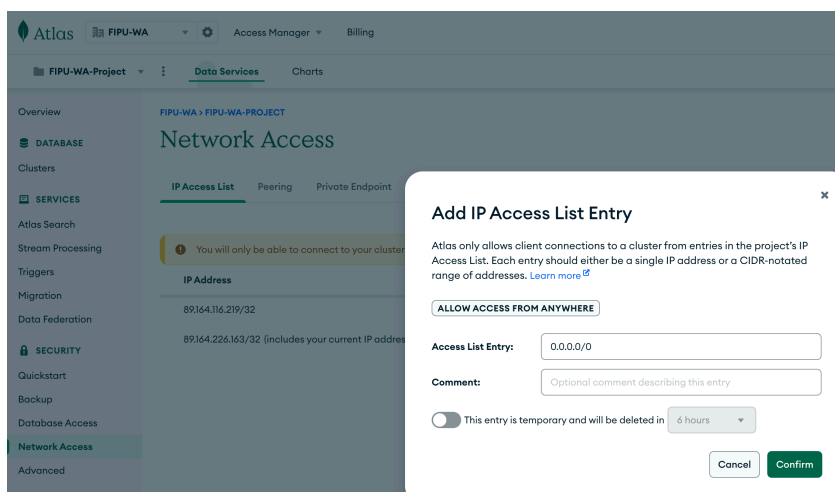 Atlas
FIPU-WA
Access Manager
Billing
FIPU-WA-Project
Data Services
Charts
Overview
DATABASE
Clusters
SERVICES
Atlas Search
Stream Processing
Triggers
Migration
Data Federation
SECURITY
Quickstart
Backup
Database Access
Network Access
Advanced
FIPU-WA > FIPU-WA-PROJECT
Network Access
IP Access List
Peering
Private Endpoint
You will only be able to connect to your cluster
IP Address
89.164.116.219/32
89.164.226.163/32 (includes your current IP addres
Add IP Access List Entry
Atlas only allows client connections to a cluster from entries in the project's IP
Access List. Each entry should either be a single IP address or a CIDR-notated
range of addresses. Learn more
ALLOW ACCESS FROM ANYWHERE
Access List Entry: 0.0.0.0/0
Comment: Optional comment describing this entry
This entry is temporary and will be deleted in 6 hours
Cancel
Confirm